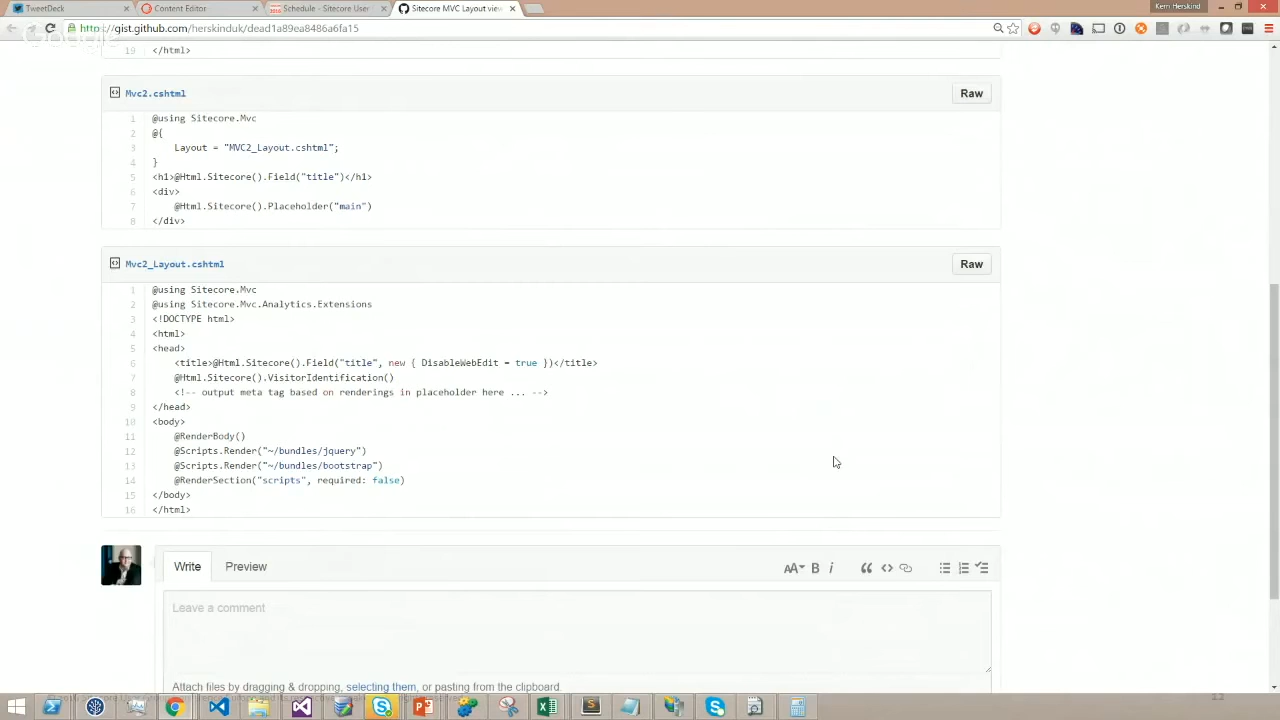 TweetDeck
Content Editor
Schedule - Sitecore User
Sitecore MVC Layout view
Kern Herskind
https://gist.github.com/herskinduk/dead1a89ea8486a6fa15
Google
19 </html>
Mvc2.cshtml
Raw
1 @using Sitecore.Mvc
2 @{
3 Layout = "MVC2_Layout.cshtml";
4 }
5 <h1>@Html.Sitecore().Field("title")</h1>
6 <div>
7 @Html.Sitecore().Placeholder("main")
8 </div>
Mvc2_Layout.cshtml
Raw
1 @using Sitecore.Mvc
2 @using Sitecore.Mvc.Analytics.Extensions
3 <!DOCTYPE html>
4 <html>
5 <head>
6 <title>@Html.Sitecore().Field("title", new { DisableWebEdit = true })</title>
7 @Html.Sitecore().VisitorIdentification()
8 <!-- output meta tag based on renderings in placeholder here ... -->
9 </head>
10 <body>
11 @RenderBody()
12 @Scripts.Render("~/bundles/jquery")
13 @Scripts.Render("~/bundles/bootstrap")
14 @RenderSection("scripts", required: false)
15 </body>
16 </html>
Write
Preview
AA B i
Leave a comment
Attach files by dragging & dropping, selecting them, or pasting from the clipboard.
22